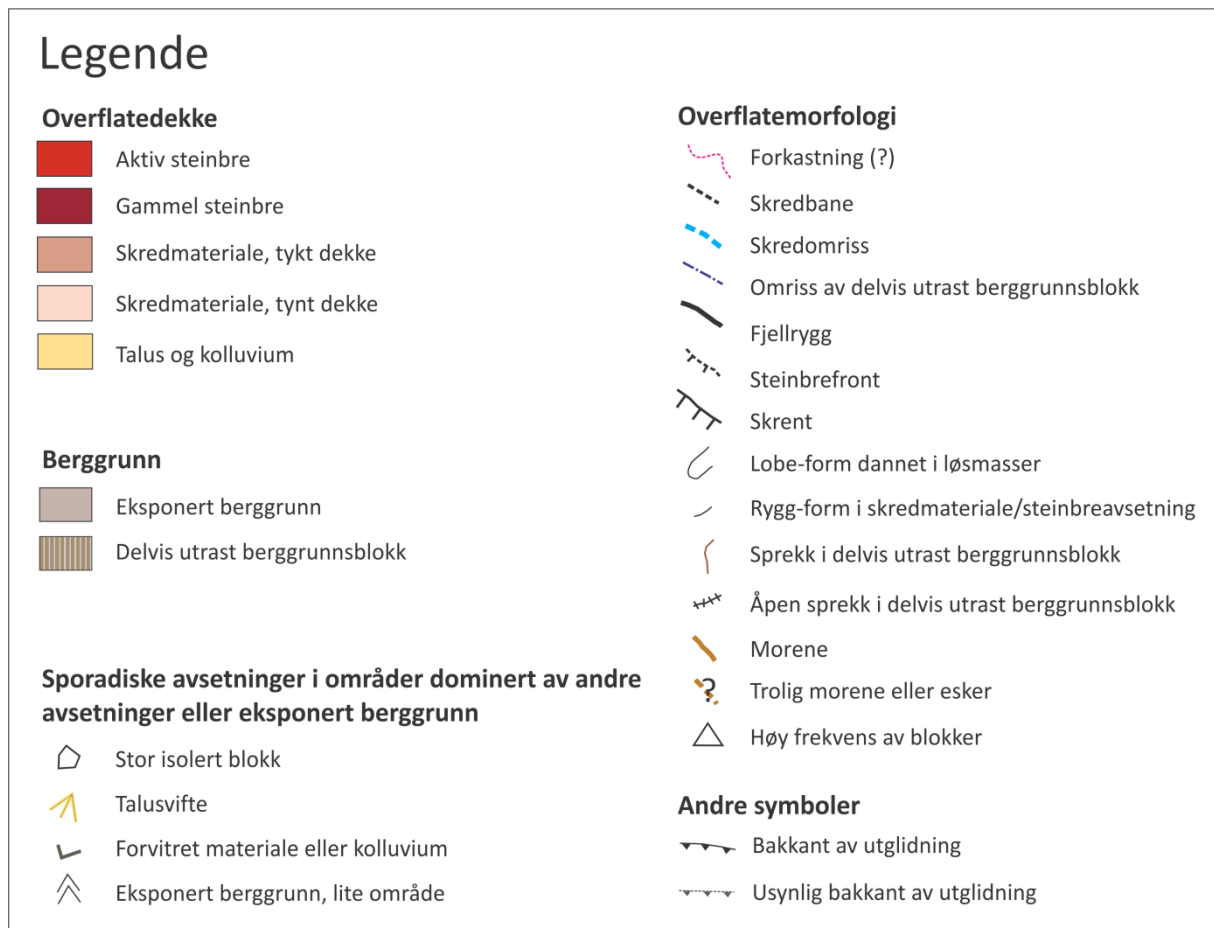 Legende
Overflatedekke
Aktiv steinbre
Gammel steinbre
Skredmateriale, tykt dekke
Skredmateriale, tynt dekke
Talus og kolluvium
Berggrunn
Eksponert berggrunn
Delvis utrast berggrunnsblokk
Sporadiske avsetninger i områder dominert av andre
avsetninger eller eksponert berggrunn
Stor isolert blokk
Talusvifte
Forvitret materiale eller kolluvium
Eksponert berggrunn, lite område
Overflatemorfologi
Forkastning (?)
Skredbane
Skredomriss
Omriss av delvis utrast berggrunnsblokk
Fjellrygg
Steinbrefront
Skrent
Lobe-form dannet i løsmasser
Rygg-form i skredmateriale/steinbreavsetning
Sprekk i delvis utrast berggrunnsblokk
Åpen sprekk i delvis utrast berggrunnsblokk
Morene
? Trolig morene eller esker
Høy frekvens av blokker
Andre symboler
Bakkant av utglidning
Usynlig bakkant av utglidning